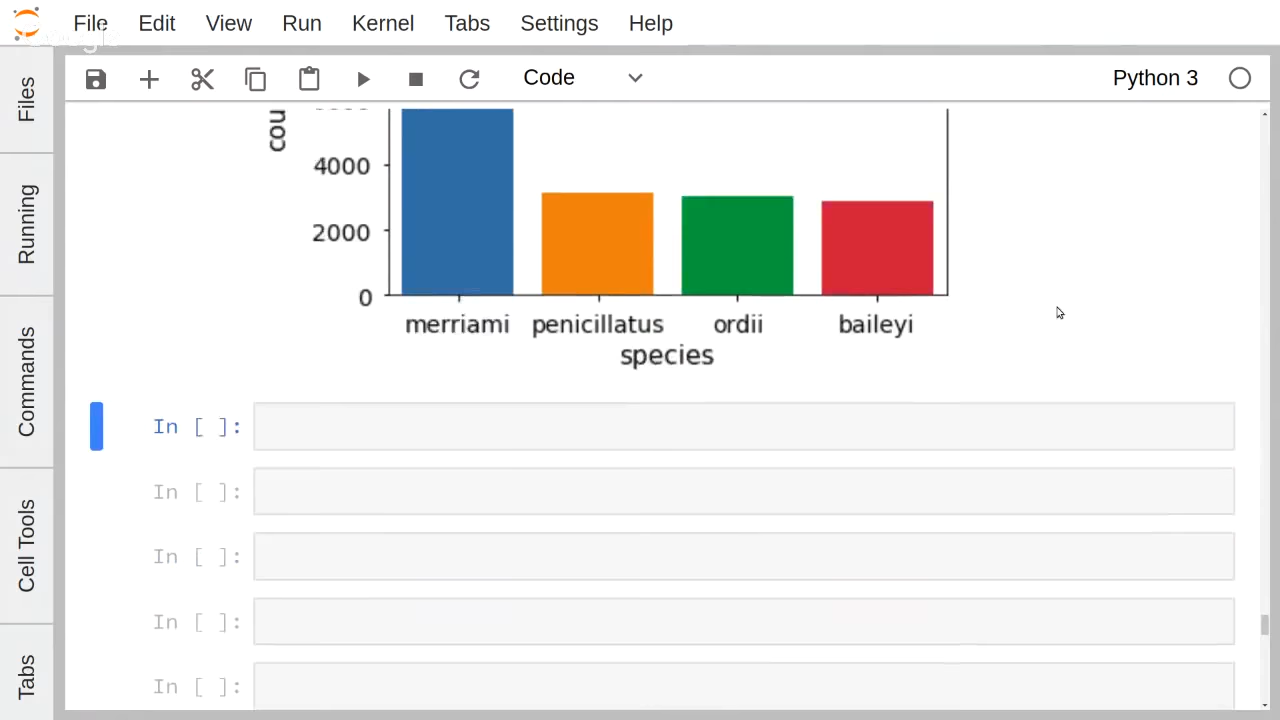 File Edit View Run Kernel Tabs Settings Help
Code
Python 3
Files
Running
Commands
Cell Tools
Tabs
cou
4000
2000
0
merriami penicillatus ordii baileyi
species
In [ ]:
In [ ]:
In [ ]:
In [ ]:
In [ ]: